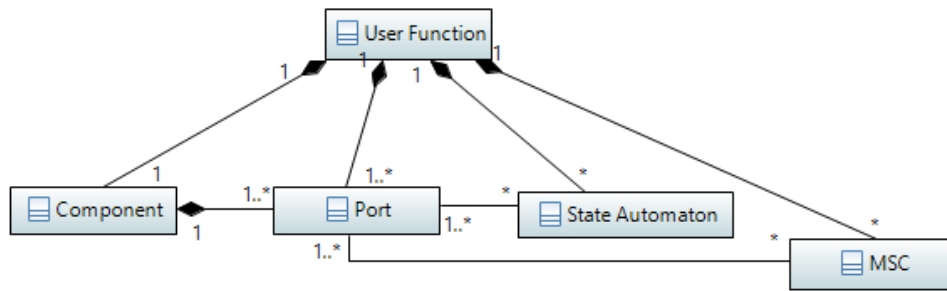 User Function
1
1
1
1
1
1..*
*
*
Component
1
1..*
Port
1..*
*
State Automaton
1..*
*
MSC